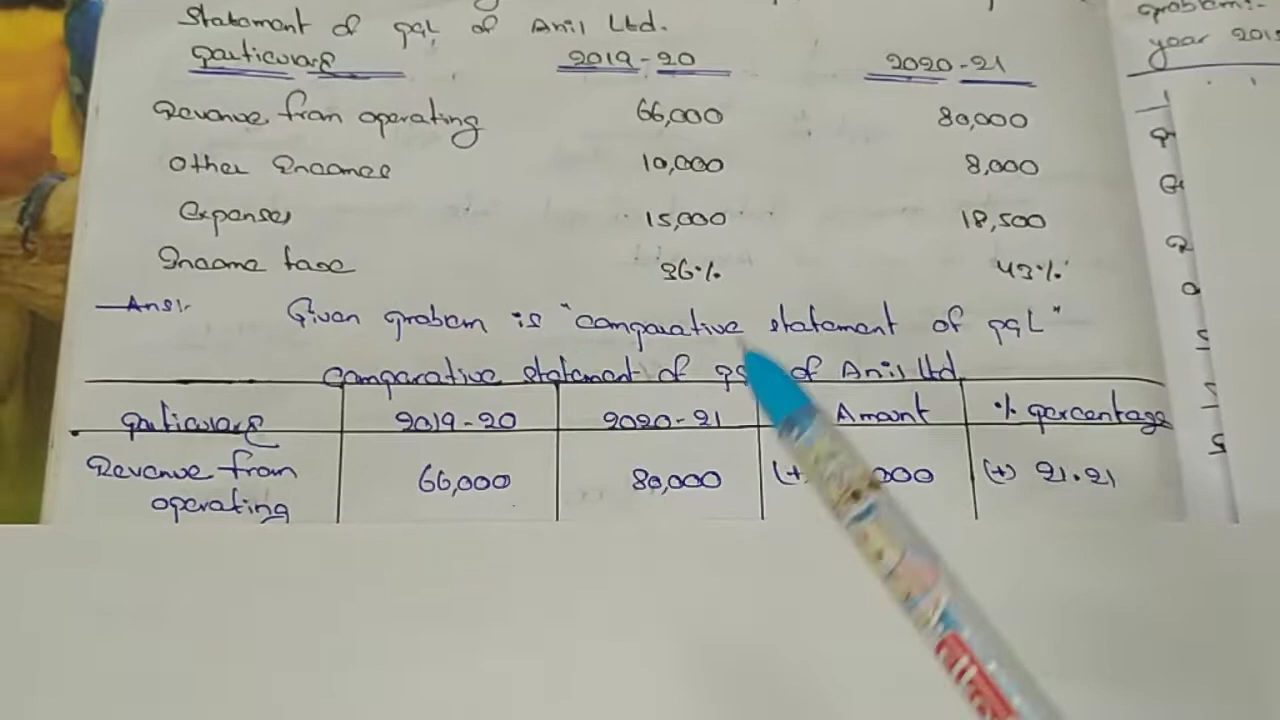 Statement of P&L of Anil Ltd.
Particulars 2019-20 2020-21
Revenue from operating 66,000 80,000
Other Incomes 10,000 8,000
Expenses 15,000 18,500
Income tax 36% 43%
Ans:- Given probem is "comparative statement of P&L"
Comparative statement of of Anil Ltd
Particulars 2019-20 2020-21 Amount % percentage
Revenue from operating 66,000 80,000 (+) 000 (+) 21.21
Problem:-
year 201